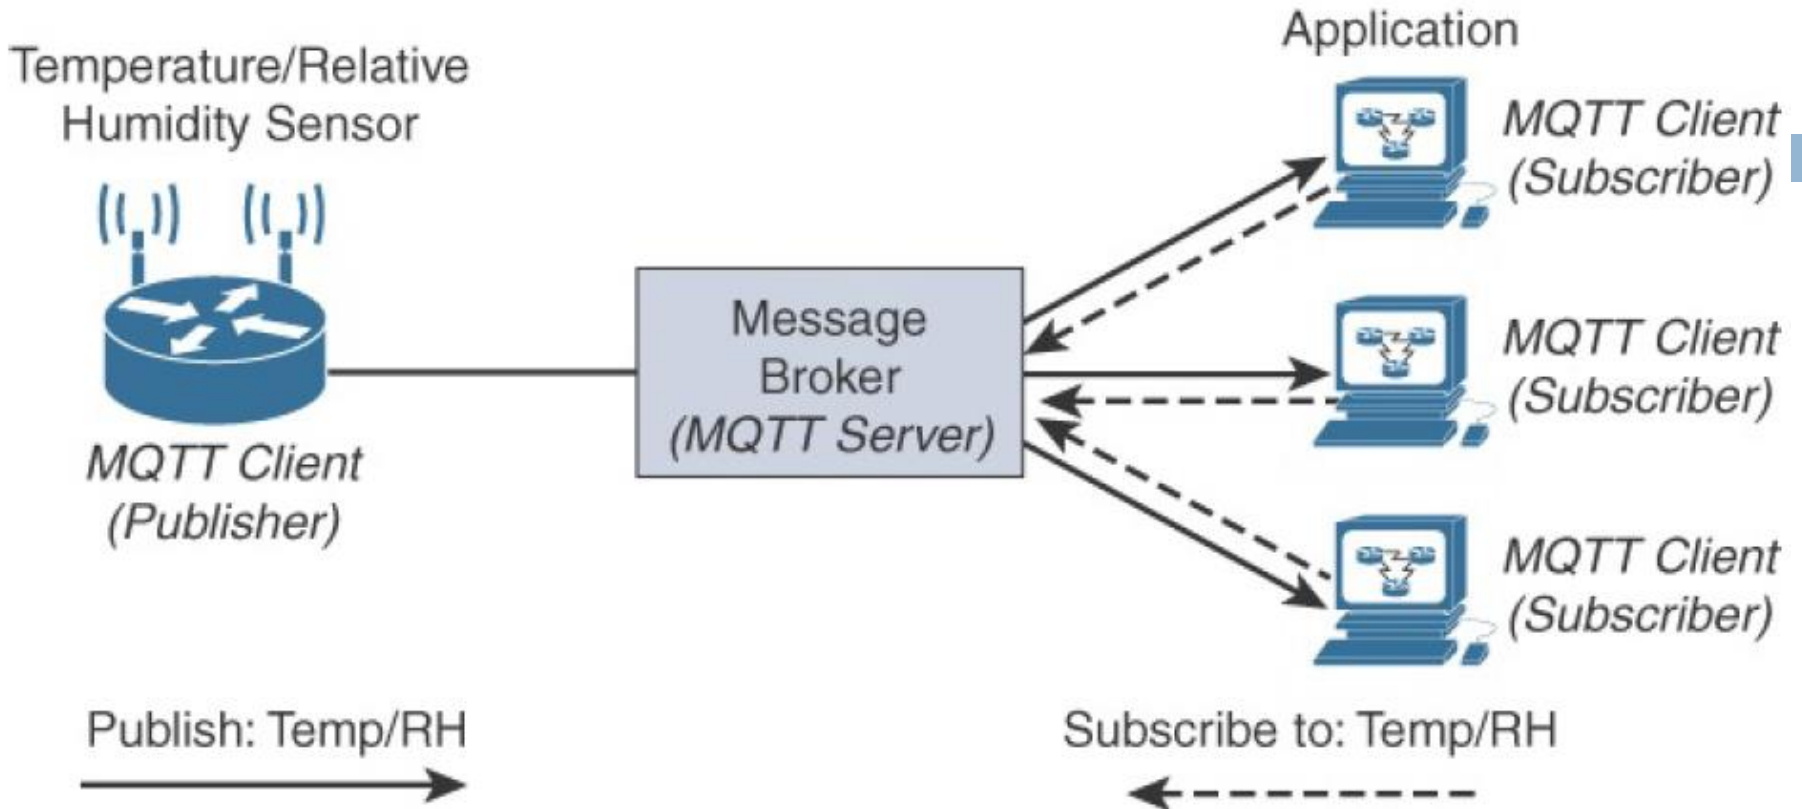 Temperature/Relative
Humidity Sensor
MQTT Client
(Publisher)
Message
Broker
(MQTT Server)
Application
MQTT Client
(Subscriber)
MQTT Client
(Subscriber)
MQTT Client
(Subscriber)
Publish: Temp/RH
Subscribe to: Temp/RH